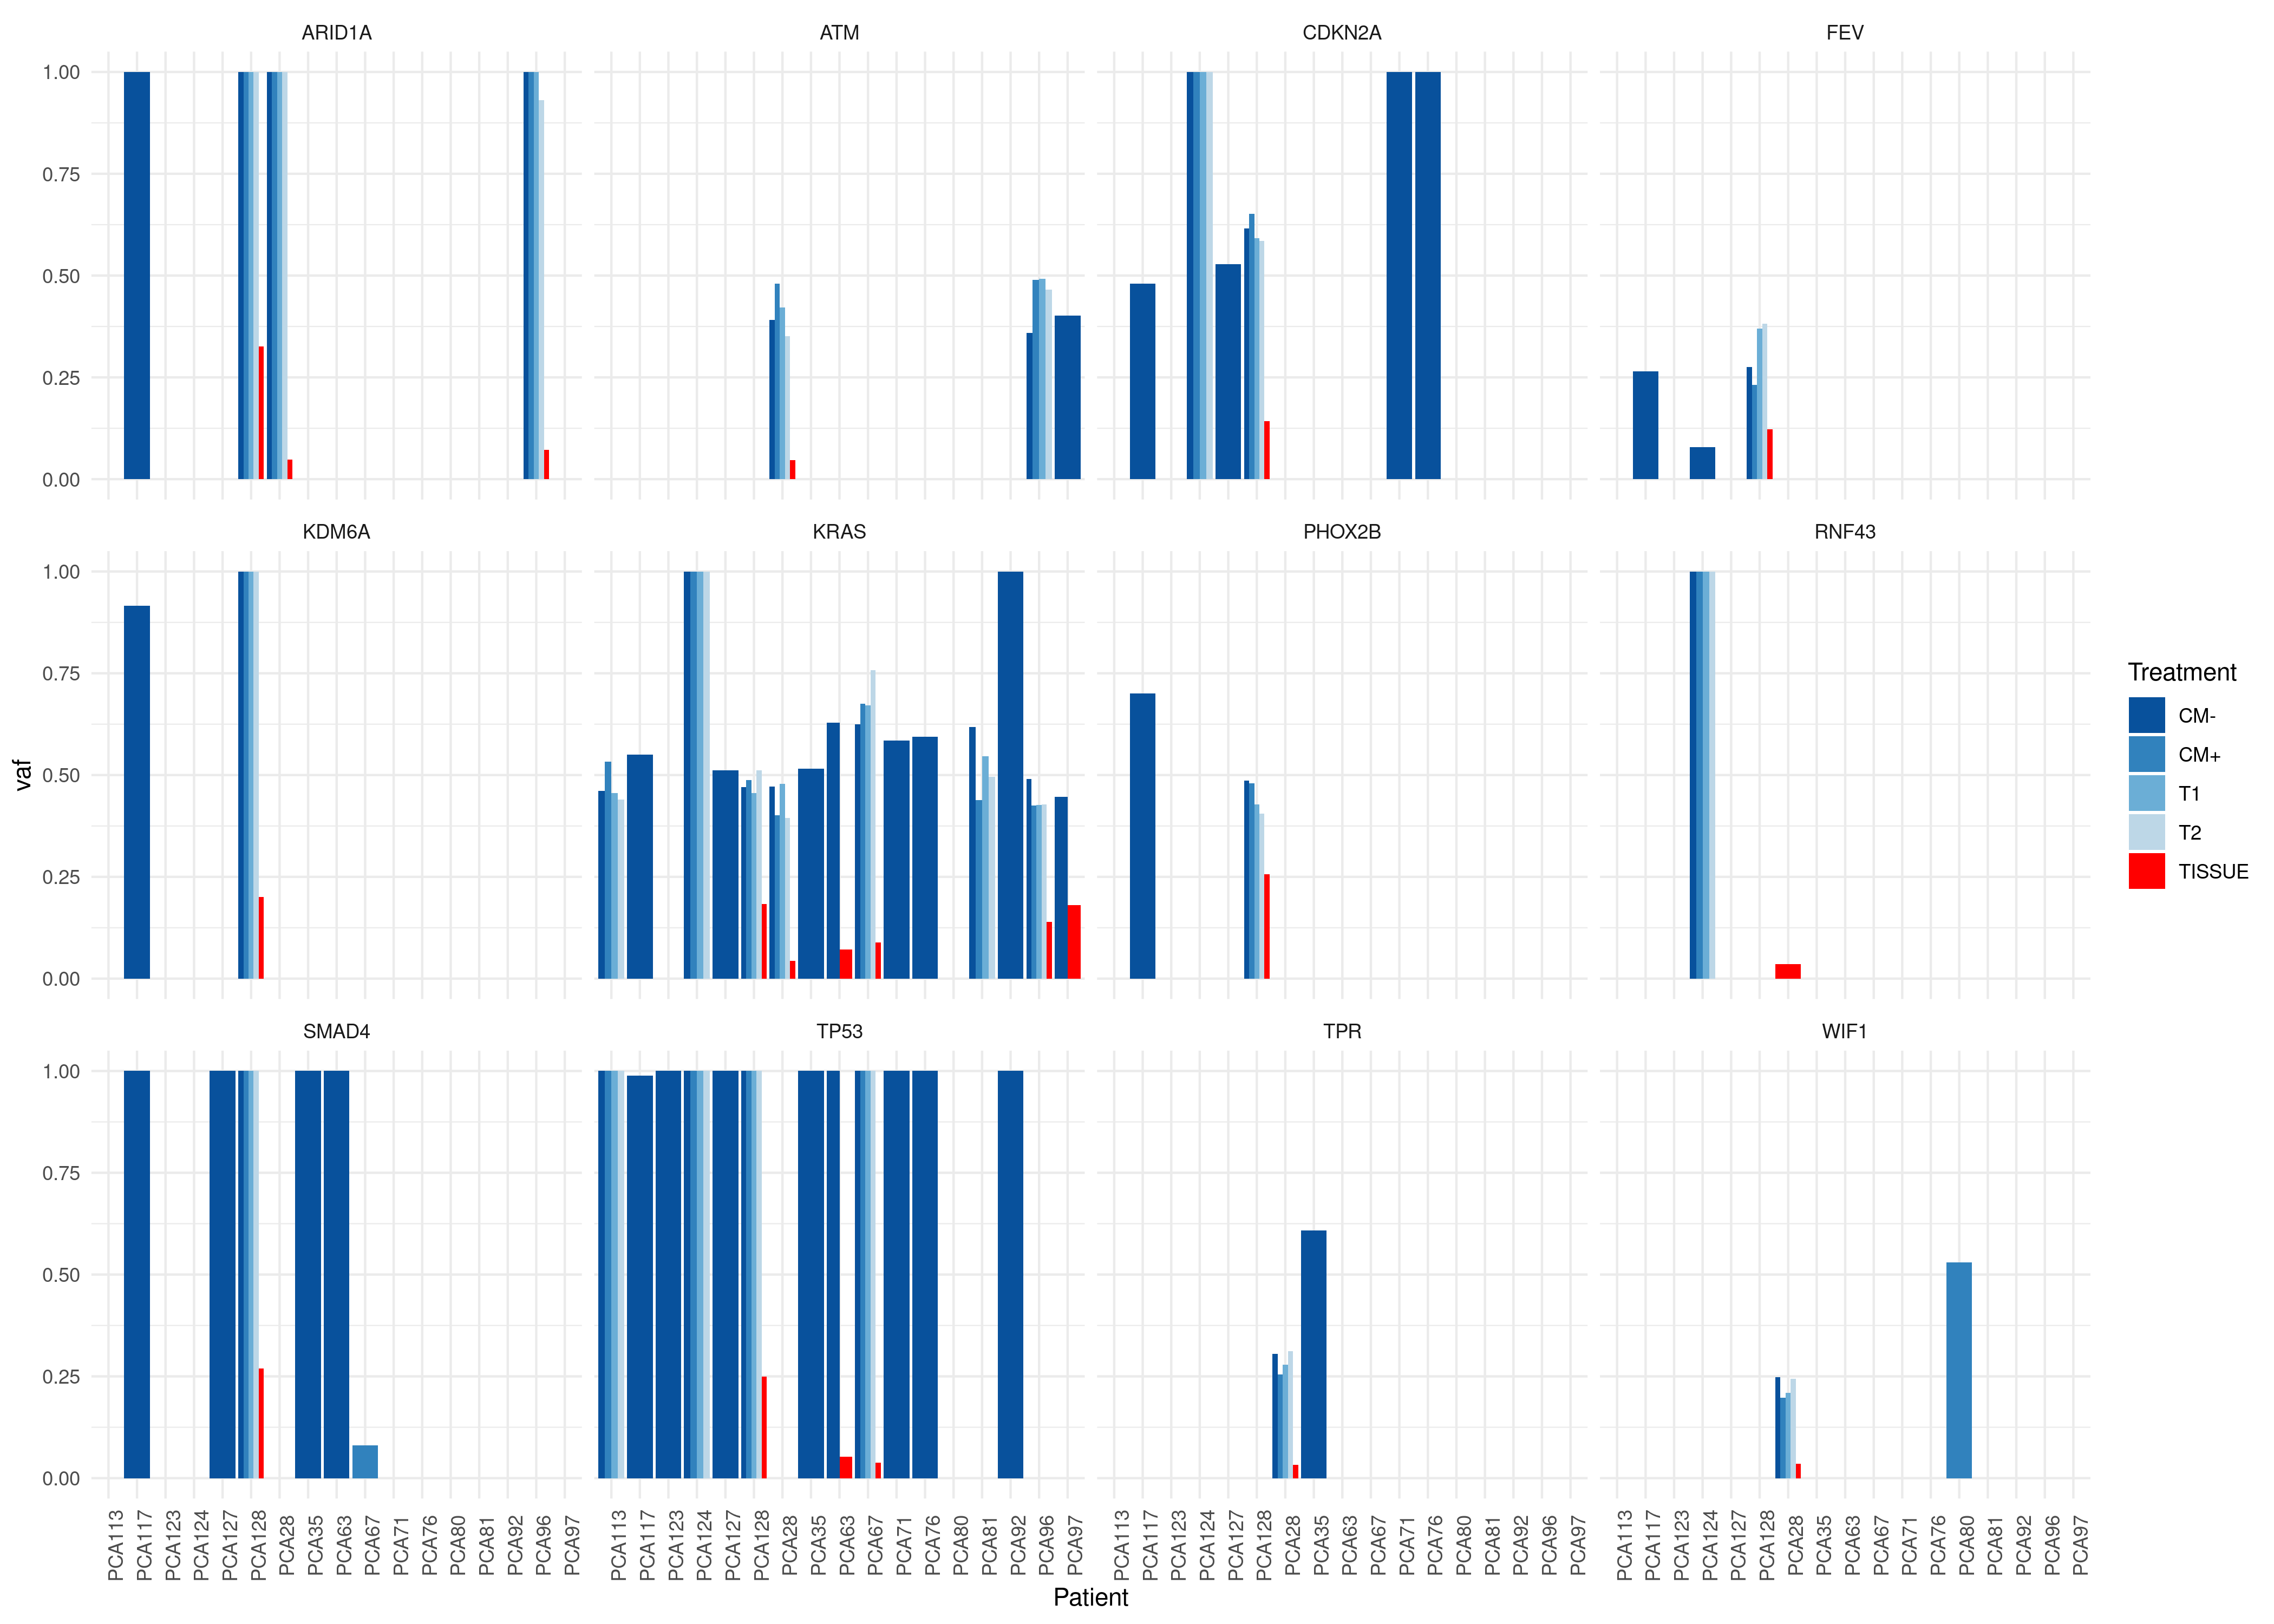 ARID1A ATM CDKN2A FEV
1.00
0.75
0.50
0.25
0.00
KDM6A KRAS PHOX2B RNF43
1.00
0.75
0.50
0.25
0.00
SMAD4 TP53 TPR WIF1
1.00
0.75
0.50
0.25
0.00
vaf
PCA113 PCA117 PCA123 PCA124 PCA127 PCA128 PCA28 PCA35 PCA63 PCA67 PCA71 PCA76 PCA80 PCA81 PCA92 PCA96 PCA97
PCA113 PCA117 PCA123 PCA124 PCA127 PCA128 PCA28 PCA35 PCA63 PCA67 PCA71 PCA76 PCA80 PCA81 PCA92 PCA96 PCA97
PCA113 PCA117 PCA123 PCA124 PCA127 PCA128 PCA28 PCA35 PCA63 PCA67 PCA71 PCA76 PCA80 PCA81 PCA92 PCA96 PCA97
PCA113 PCA117 PCA123 PCA124 PCA127 PCA128 PCA28 PCA35 PCA63 PCA67 PCA71 PCA76 PCA80 PCA81 PCA92 PCA96 PCA97
Patient
Treatment
CM-
CM+
T1
T2
TISSUE